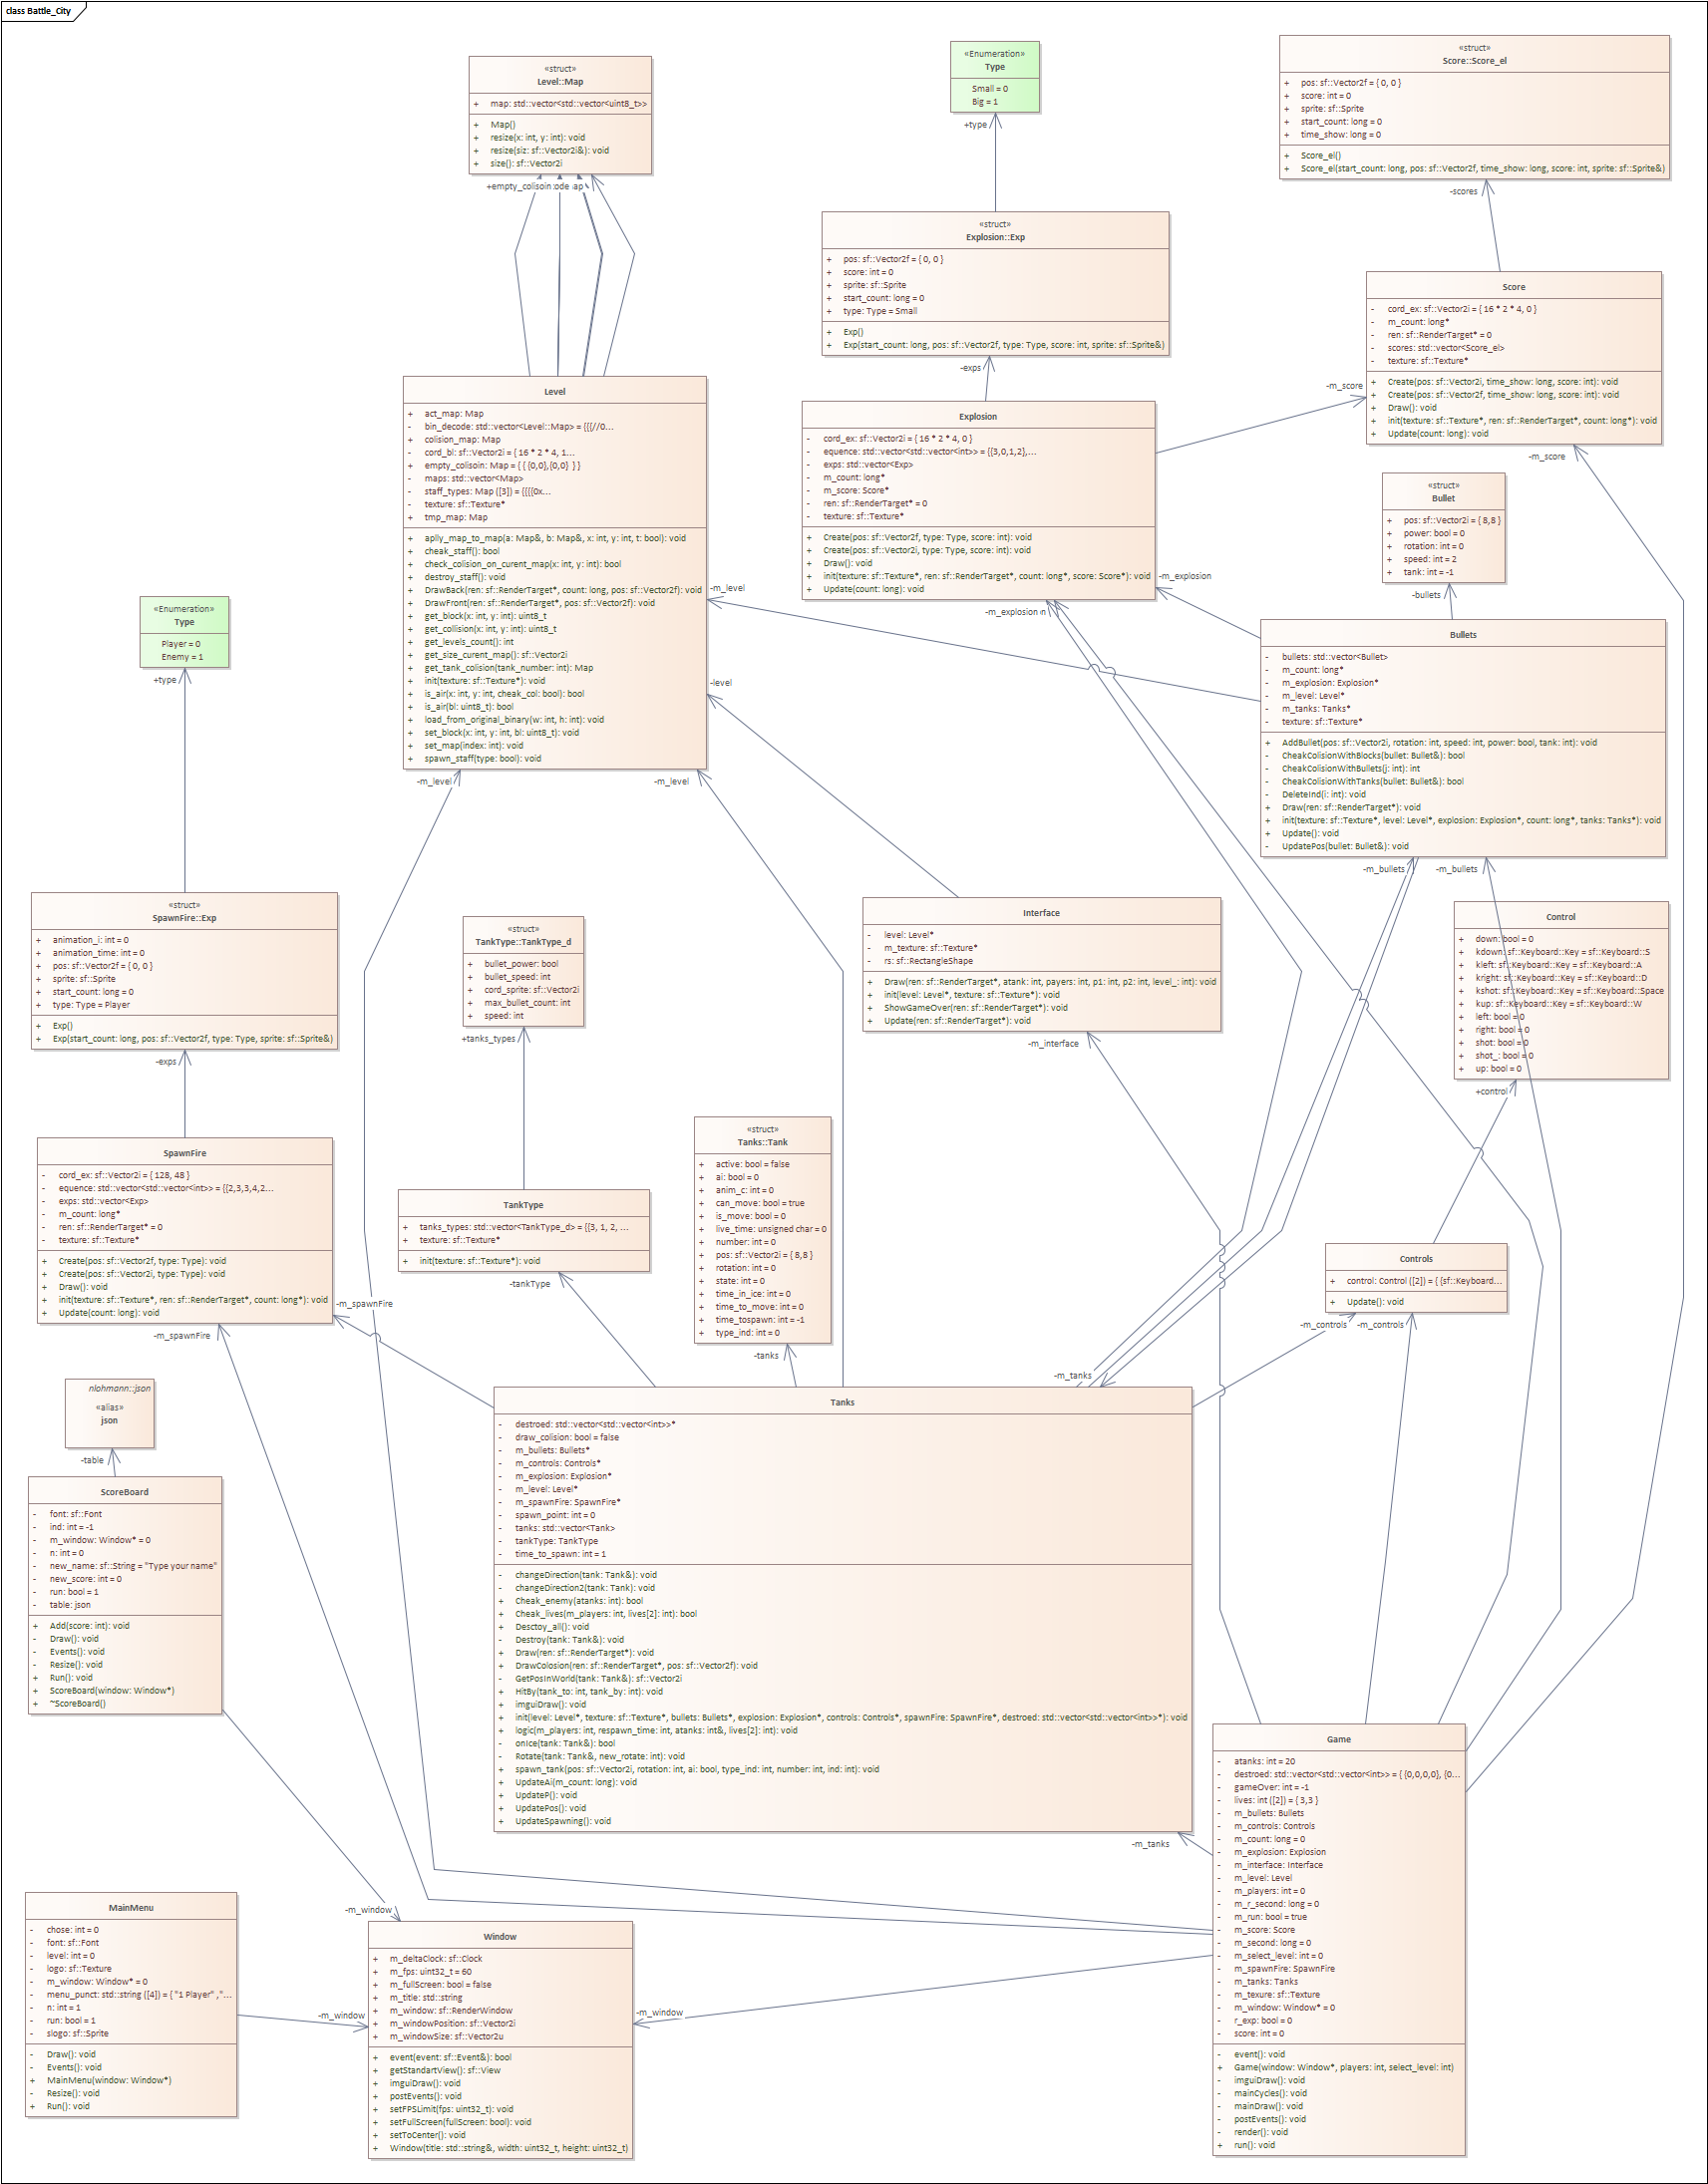 class Battle_City
«struct»
Level::Map
+ map: std::vector<std::vector<uint8_t>>
+ Map()
+ resize(x: int, y: int): void
+ resize(siz: sf::Vector2i&): void
+ size(): sf::Vector2i
+empty_colisoin
«Enumeration»
Type
Small = 0
Big = 1
+type
«struct»
Score::Score_el
+ pos: sf::Vector2f = { 0, 0 }
+ score: int = 0
+ sprite: sf::Sprite
+ start_count: long = 0
+ time_show: long = 0
+ Score_el()
+ Score_el(start_count: long, pos: sf::Vector2f, time_show: long, score: int, sprite: sf::Sprite&)
-scores
«struct»
Explosion::Exp
+ pos: sf::Vector2f = { 0, 0 }
+ score: int = 0
+ sprite: sf::Sprite
+ start_count: long = 0
+ type: Type = Small
+ Exp()
+ Exp(start_count: long, pos: sf::Vector2f, type: Type, score: int, sprite: sf::Sprite&)
-exps
Score
- cord_ex: sf::Vector2i = { 16 * 2 * 4, 0 }
- m_count: long*
- ren: sf::RenderTarget* = 0
- scores: std::vector<Score_el>
- texture: sf::Texture*
+ Create(pos: sf::Vector2i, time_show: long, score: int): void
+ Create(pos: sf::Vector2f, time_show: long, score: int): void
+ Draw(): void
+ init(texture: sf::Texture*, ren: sf::RenderTarget*, count: long*): void
+ Update(count: long): void
-m_score
-m_score
Level
+ act_map: Map
- bin_decode: std::vector<Level::Map> = {{{//0...
+ colision_map: Map
- cord_bl: sf::Vector2i = { 16 * 2 * 4, 1...
+ empty_colisoin: Map = { { {0,0},{0,0} } }
- maps: std::vector<Map>
- staff_types: Map ([3]) = {{{{0x...
- texture: sf::Texture*
+ tmp_map: Map
+ aplly_map_to_map(a: Map&, b: Map&, x: int, y: int, t: bool): void
+ cheak_staff(): bool
+ check_colision_on_curent_map(x: int, y: int): bool
+ destroy_staff(): void
+ DrawBack(ren: sf::RenderTarget*, count: long, pos: sf::Vector2f): void
+ DrawFront(ren: sf::RenderTarget*, pos: sf::Vector2f): void
+ get_block(x: int, y: int): uint8_t
+ get_collision(x: int, y: int): uint8_t
+ get_levels_count(): int
+ get_size_curent_map(): sf::Vector2i
+ get_tank_colision(tank_number: int): Map
+ init(texture: sf::Texture*): void
+ is_air(x: int, y: int, cheak_col: bool): bool
+ is_air(bl: uint8_t): bool
+ load_from_original_binary(w: int, h: int): void
+ set_block(x: int, y: int, bl: uint8_t): void
+ set_map(index: int): void
+ spawn_staff(type: bool): void
-m_level
-level
-m_level
-m_level
Explosion
- cord_ex: sf::Vector2i = { 16 * 2 * 4, 0 }
- equence: std::vector<std::vector<int>> = {{3,0,1,2},...
- exps: std::vector<Exp>
- m_count: long*
- m_score: Score*
- ren: sf::RenderTarget* = 0
- texture: sf::Texture*
+ Create(pos: sf::Vector2f, type: Type, score: int): void
+ Create(pos: sf::Vector2i, type: Type, score: int): void
+ Draw(): void
+ init(texture: sf::Texture*, ren: sf::RenderTarget*, count: long*, score: Score*): void
+ Update(count: long): void
-m_explosion
-m_explosion
«struct»
Bullet
+ pos: sf::Vector2i = { 8,8 }
+ power: bool = 0
+ rotation: int = 0
+ speed: int = 2
+ tank: int = -1
-bullets
Bullets
- bullets: std::vector<Bullet>
- m_count: long*
- m_explosion: Explosion*
- m_level: Level*
- m_tanks: Tanks*
- texture: sf::Texture*
+ AddBullet(pos: sf::Vector2i, rotation: int, speed: int, power: bool, tank: int): void
- CheakColisionWithBlocks(bullet: Bullet&): bool
- CheakColisionWithBullets(j: int): int
- CheakColisionWithTanks(bullet: Bullet&): bool
- DeleteInd(i: int): void
+ Draw(ren: sf::RenderTarget*): void
+ init(texture: sf::Texture*, level: Level*, explosion: Explosion*, count: long*, tanks: Tanks*): void
+ Update(): void
- UpdatePos(bullet: Bullet&): void
-m_bullets
-m_bullets
«Enumeration»
Type
Player = 0
Enemy = 1
+type
«struct»
SpawnFire::Exp
+ animation_i: int = 0
+ animation_time: int = 0
+ pos: sf::Vector2f = { 0, 0 }
+ sprite: sf::Sprite
+ start_count: long = 0
+ type: Type = Player
+ Exp()
+ Exp(start_count: long, pos: sf::Vector2f, type: Type, sprite: sf::Sprite&)
-exps
«struct»
TankType::TankType_d
+ bullet_power: bool
+ bullet_speed: int
+ cord_sprite: sf::Vector2i
+ max_bullet_count: int
+ speed: int
+tanks_types
Interface
- level: Level*
- m_texture: sf::Texture*
- rs: sf::RectangleShape
+ Draw(ren: sf::RenderTarget*, atank: int, payers: int, p1: int, p2: int, level_: int): void
+ init(level: Level*, texture: sf::Texture*): void
+ ShowGameOver(ren: sf::RenderTarget*): void
+ Update(ren: sf::RenderTarget*): void
-m_interface
Control
+ down: bool = 0
+ kdown: sf::Keyboard::Key = sf::Keyboard::S
+ kleft: sf::Keyboard::Key = sf::Keyboard::A
+ kright: sf::Keyboard::Key = sf::Keyboard::D
+ kshot: sf::Keyboard::Key = sf::Keyboard::Space
+ kup: sf::Keyboard::Key = sf::Keyboard::W
+ left: bool = 0
+ right: bool = 0
+ shot: bool = 0
+ shot_: bool = 0
+ up: bool = 0
+control
SpawnFire
- cord_ex: sf::Vector2i = { 128, 48 }
- equence: std::vector<std::vector<int>> = {{2,3,3,4,2...
- exps: std::vector<Exp>
- m_count: long*
- ren: sf::RenderTarget* = 0
- texture: sf::Texture*
+ Create(pos: sf::Vector2f, type: Type): void
+ Create(pos: sf::Vector2i, type: Type): void
+ Draw(): void
+ init(texture: sf::Texture*, ren: sf::RenderTarget*, count: long*): void
+ Update(count: long): void
-m_spawnFire
-m_spawnFire
TankType
+ tanks_types: std::vector<TankType_d> = {{3, 1, 2, ...
+ texture: sf::Texture*
+ init(texture: sf::Texture*): void
-tankType
«struct»
Tanks::Tank
+ active: bool = false
+ ai: bool = 0
+ anim_c: int = 0
+ can_move: bool = true
+ is_move: bool = 0
+ live_time: unsigned char = 0
+ number: int = 0
+ pos: sf::Vector2i = { 8,8 }
+ rotation: int = 0
+ state: int = 0
+ time_in_ice: int = 0
+ time_to_move: int = 0
+ time_tospawn: int = -1
+ type_ind: int = 0
-tanks
Controls
+ control: Control ([2]) = { {sf::Keyboard...
+ Update(): void
-m_controls
-m_controls
-m_tanks
nlohmann::json
«alias»
json
-table
Tanks
- destroed: std::vector<std::vector<int>>*
- draw_colision: bool = false
- m_bullets: Bullets*
- m_controls: Controls*
- m_explosion: Explosion*
- m_level: Level*
- m_spawnFire: SpawnFire*
- spawn_point: int = 0
- tanks: std::vector<Tank>
- tankType: TankType
- time_to_spawn: int = 1
- changeDirection(tank: Tank&): void
- changeDirection2(tank: Tank): void
+ Cheak_enemy(atanks: int): bool
+ Cheak_lives(m_players: int, lives[2]: int): bool
+ Desctoy_all(): void
- Destroy(tank: Tank&): void
+ Draw(ren: sf::RenderTarget*): void
+ DrawColosion(ren: sf::RenderTarget*, pos: sf::Vector2f): void
- GetPosInWorld(tank: Tank&): sf::Vector2i
+ HitBy(tank_to: int, tank_by: int): void
+ imguiDraw(): void
+ init(level: Level*, texture: sf::Texture*, bullets: Bullets*, explosion: Explosion*, controls: Controls*, spawnFire: SpawnFire*, destroed: std::vector<std::vector<int>>*): void
+ logic(m_players: int, respawn_time: int, atanks: int&, lives[2]: int): void
- onIce(tank: Tank&): bool
- Rotate(tank: Tank&, new_rotate: int): void
+ spawn_tank(pos: sf::Vector2i, rotation: int, ai: bool, type_ind: int, number: int, ind: int): void
+ UpdateAi(m_count: long): void
+ UpdateP(): void
+ UpdatePos(): void
+ UpdateSpawning(): void
-m_tanks
ScoreBoard
- font: sf::Font
- ind: int = -1
- m_window: Window* = 0
- n: int = 0
- new_name: sf::String = "Type your name"
- new_score: int = 0
- run: bool = 1
- table: json
+ Add(score: int): void
- Draw(): void
- Events(): void
- Resize(): void
+ Run(): void
+ ScoreBoard(window: Window*)
+ ~ScoreBoard()
Game
- atanks: int = 20
- destroed: std::vector<std::vector<int>> = { {0,0,0,0}, {0...
- gameOver: int = -1
- lives: int ([2]) = { 3,3 }
- m_bullets: Bullets
- m_controls: Controls
- m_count: long = 0
- m_explosion: Explosion
- m_interface: Interface
- m_level: Level
- m_players: int = 0
- m_r_second: long = 0
- m_run: bool = true
- m_score: Score
- m_second: long = 0
- m_select_level: int = 0
- m_spawnFire: SpawnFire
- m_tanks: Tanks
- m_texure: sf::Texture
- m_window: Window* = 0
- r_exp: bool = 0
- score: int = 0
- event(): void
+ Game(window: Window*, players: int, select_level: int)
- imguiDraw(): void
- mainCycles(): void
- mainDraw(): void
- postEvents(): void
- render(): void
+ run(): void
MainMenu
- chose: int = 0
- font: sf::Font
- level: int = 0
- logo: sf::Texture
- m_window: Window* = 0
- menu_punct: std::string ([4]) = { "1 Player" ,"...
- n: int = 1
- run: bool = 1
- slogo: sf::Sprite
- Draw(): void
- Events(): void
+ MainMenu(window: Window*)
- Resize(): void
+ Run(): void
-m_window
-m_window
-m_window
Window
+ m_deltaClock: sf::Clock
+ m_fps: uint32_t = 60
+ m_fullScreen: bool = false
+ m_title: std::string
+ m_window: sf::RenderWindow
+ m_windowPosition: sf::Vector2i
+ m_windowSize: sf::Vector2u
+ event(event: sf::Event&): bool
+ getStandartView(): sf::View
+ imguiDraw(): void
+ postEvents(): void
+ setFPSLimit(fps: uint32_t): void
+ setFullScreen(fullScreen: bool): void
+ setToCenter(): void
+ Window(title: std::string&, width: uint32_t, height: uint32_t)